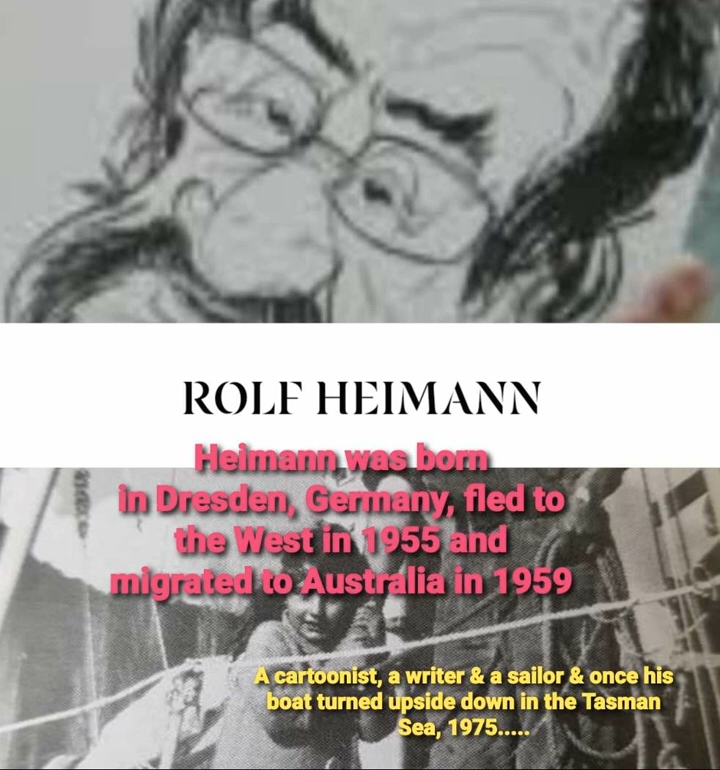 ROLF HEIMANN
Heimann was born
in Dresden, Germany, fled to
the West in 1955 and
migrated to Australia in 1959
A cartoonist, a writer & a sailor & once his
boat turned upside down in the Tasman
Sea, 1975.....